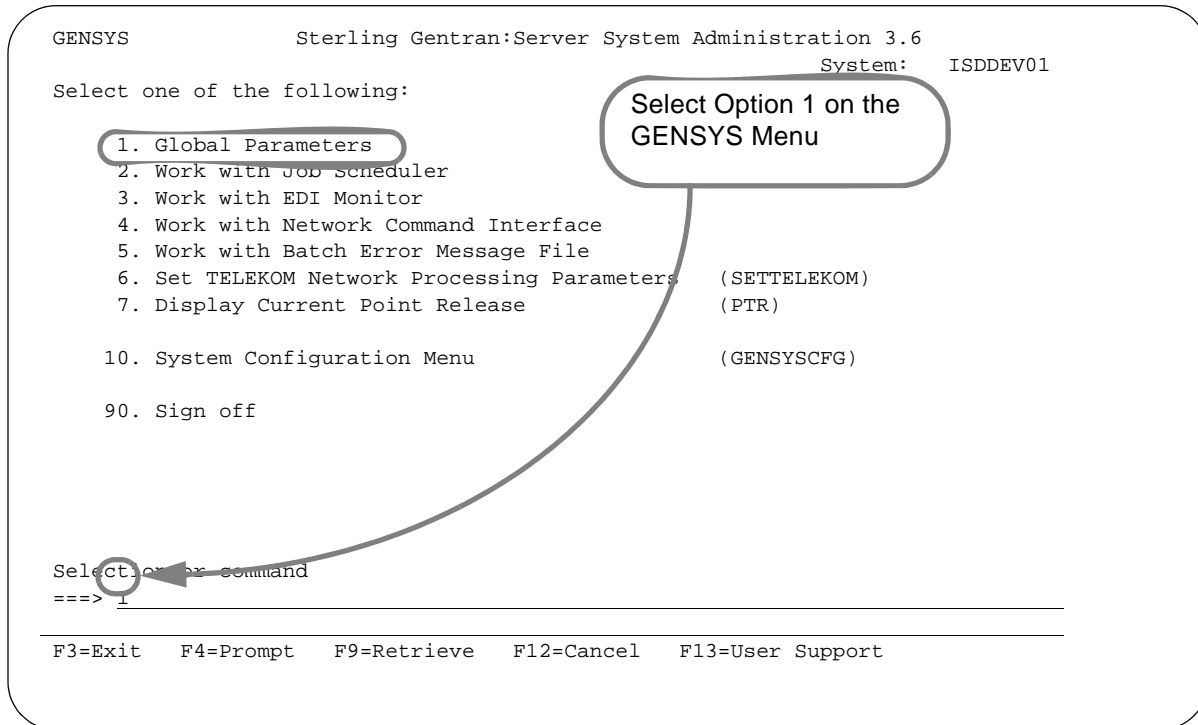 GENSYS Sterling Gentran:Server System Administration 3.6
System: ISDDEV01
Select one of the following:
Select Option 1 on the
GENSYS Menu
1. Global Parameters
2. Work with Job Scheduler
3. Work with EDI Monitor
4. Work with Network Command Interface
5. Work with Batch Error Message File
6. Set TELEKOM Network Processing Parameters (SETTELEKOM)
7. Display Current Point Release (PTR)
10. System Configuration Menu (GENSYSCFG)
90. Sign off
Selection or command
===> 1
F3=Exit F4=Prompt F9=Retrieve F12=Cancel F13=User Support